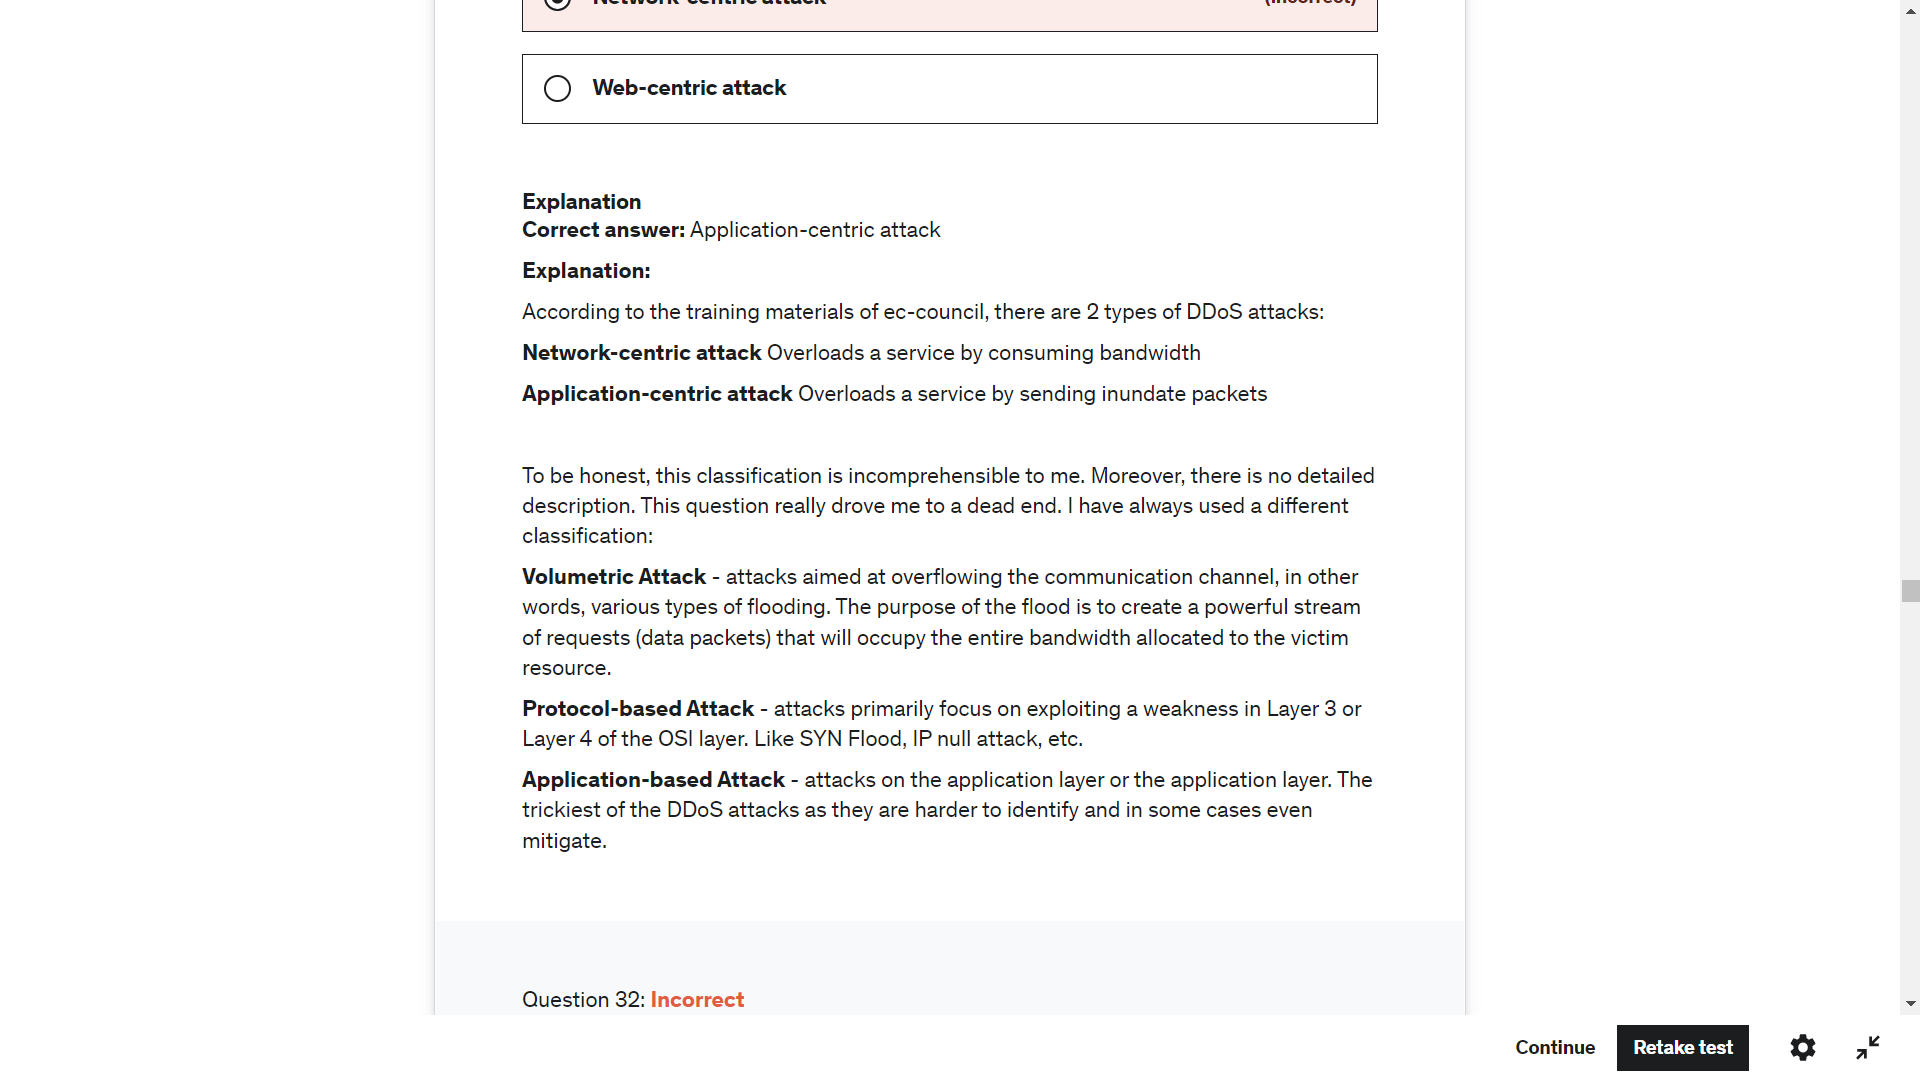 Network-centric attack (Incorrect)
Web-centric attack
Explanation
Correct answer: Application-centric attack
Explanation:
According to the training materials of ec-council, there are 2 types of DDoS attacks:
Network-centric attack Overloads a service by consuming bandwidth
Application-centric attack Overloads a service by sending inundate packets
To be honest, this classification is incomprehensible to me. Moreover, there is no detailed
description. This question really drove me to a dead end. I have always used a different
classification:
Volumetric Attack - attacks aimed at overflowing the communication channel, in other
words, various types of flooding. The purpose of the flood is to create a powerful stream
of requests (data packets) that will occupy the entire bandwidth allocated to the victim
resource.
Protocol-based Attack - attacks primarily focus on exploiting a weakness in Layer 3 or
Layer 4 of the OSI layer. Like SYN Flood, IP null attack, etc.
Application-based Attack - attacks on the application layer or the application layer. The
trickiest of the DDoS attacks as they are harder to identify and in some cases even
mitigate.
Question 32: Incorrect
Continue
Retake test